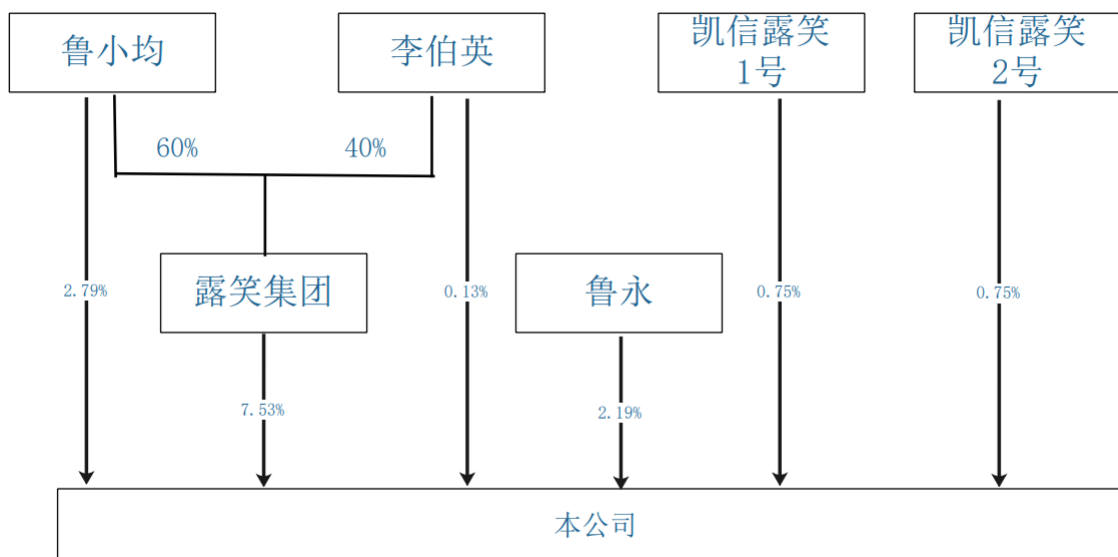 鲁小均
李伯英
凯信露笑
1号
凯信露笑
2号
60%
40%
露笑集团
鲁永
2.79%
0.13%
0.75%
0.75%
7.53%
2.19%
本公司